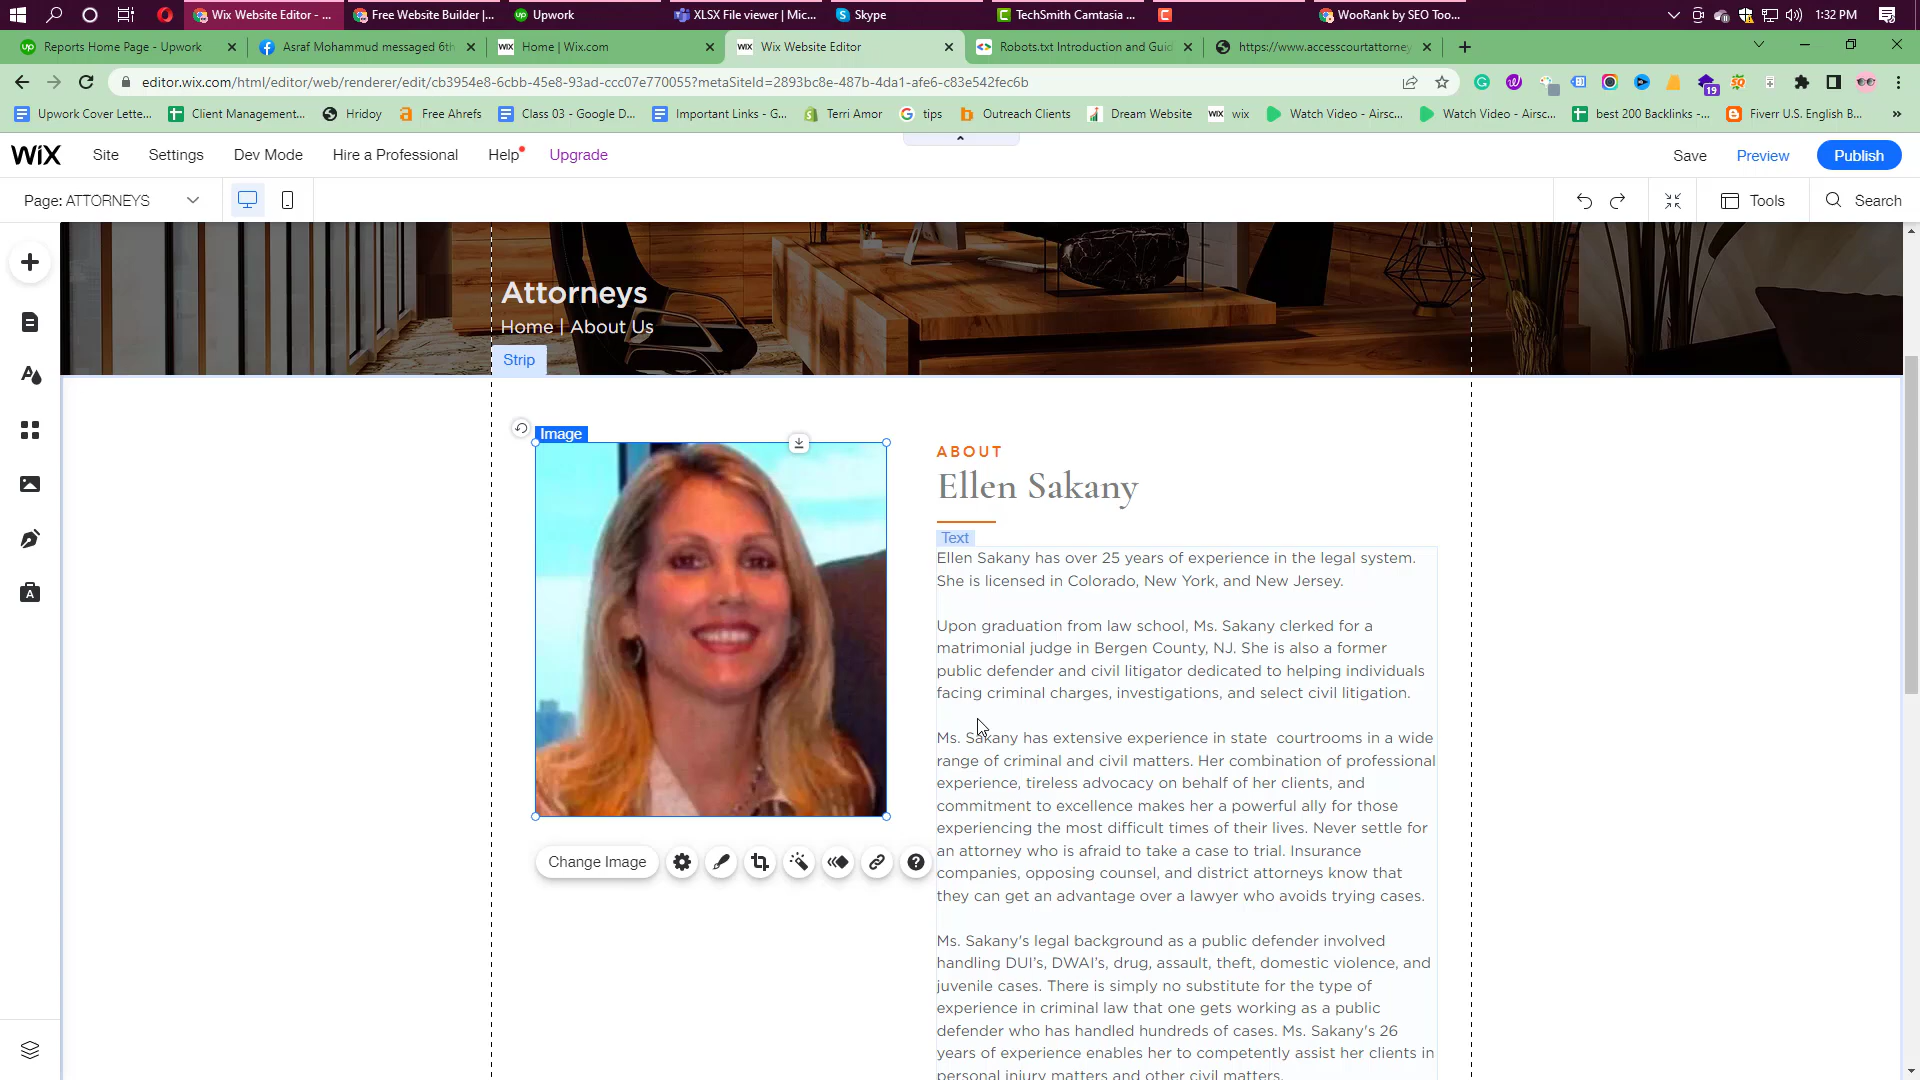 Wix Website Editor - ...
Free Website Builder |...
Upwork
XLSX File viewer | Mic...
Skype
TechSmith Camtasia ...
WooRank by SEO Too...
1:32 PM
Reports Home Page - Upwork
Asraf Mohammud messaged 6th
Home | Wix.com
Wix Website Editor
Robots.txt Introduction and Guid
https://www.accesscourtattorney
editor.wix.com/html/editor/web/renderer/edit/cb3954e8-6cbb-45e8-93ad-ccc07e770055?metaSiteId=2893bc8e-487b-4da1-afe6-c83e542fec6b
19
Upwork Cover Lette...
Client Management...
Hridoy
Free Ahrefs
Class 03 - Google D...
Important Links - G...
Terri Amor
tips
Outreach Clients
Dream Website
wix
Watch Video - Airsc...
Watch Video - Airsc...
best 200 Backlinks -...
Fiverr U.S. English B...
WiX
Site
Settings
Dev Mode
Hire a Professional
Help
Upgrade
Save
Preview
Publish
Page: ATTORNEYS
Tools
Search
Attorneys
Home | About Us
Strip
Image
ABOUT
Ellen Sakany
Text
Ellen Sakany has over 25 years of experience in the legal system.
She is licensed in Colorado, New York, and New Jersey.
Upon graduation from law school, Ms. Sakany clerked for a
matrimonial judge in Bergen County, NJ. She is also a former
public defender and civil litigator dedicated to helping individuals
facing criminal charges, investigations, and select civil litigation.
Ms. Sakany has extensive experience in state  courtrooms in a wide
range of criminal and civil matters. Her combination of professional
experience, tireless advocacy on behalf of her clients, and
commitment to excellence makes her a powerful ally for those
experiencing the most difficult times of their lives. Never settle for
an attorney who is afraid to take a case to trial. Insurance
companies, opposing counsel, and district attorneys know that
they can get an advantage over a lawyer who avoids trying cases.
Ms. Sakany's legal background as a public defender involved
handling DUI's, DWAI's, drug, assault, theft, domestic violence, and
juvenile cases. There is simply no substitute for the type of
experience in criminal law that one gets working as a public
defender who has handled hundreds of cases. Ms. Sakany's 26
years of experience enables her to competently assist her clients in
personal injury matters and other civil matters.
Change Image